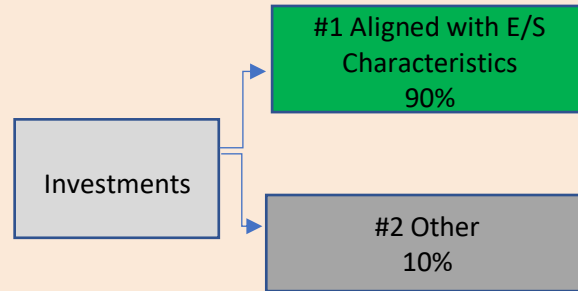 #1 Aligned with E/S
Characteristics
90%
Investments
#2 Other
10%